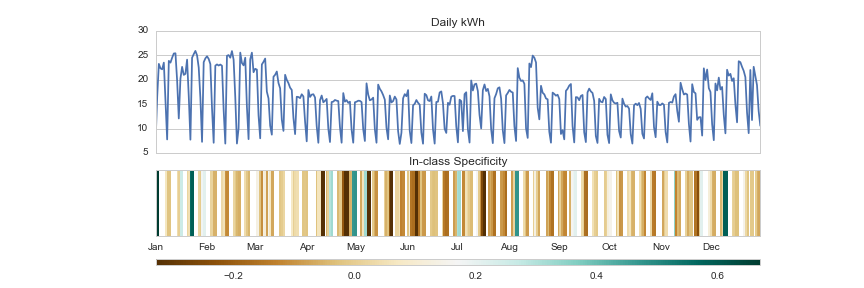 Daily kWh
30
25
20
15
10
5
In-class Specificity
Jan Feb Mar Apr May Jun Jul Aug Sep Oct Nov Dec
−0.2 0.0 0.2 0.4 0.6